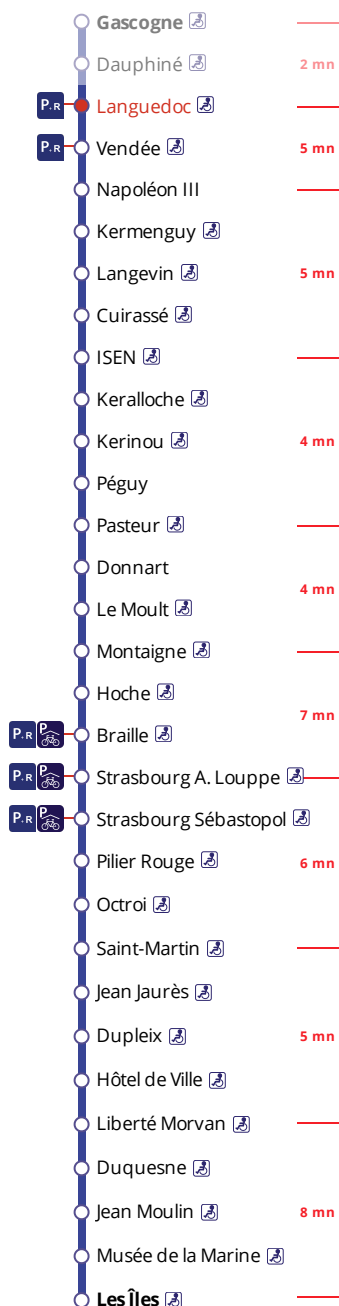 Gascogne
Dauphiné 2 mn
P+R Languedoc
P+R Vendée 5 mn
Napoléon III
Kermenguy
Langevin 5 mn
Cuirassé
ISEN
Keralloche
Kerinou 4 mn
Péguy
Pasteur
Donnart
4 mn
Le Moult
Montaigne
Hoche
7 mn
P+R P Braille
P+R P Strasbourg A. Louppe
P+R P Strasbourg Sébastopol
Pilier Rouge 6 mn
Octroi
Saint-Martin
Jean Jaurès
Dupleix 5 mn
Hôtel de Ville
Liberté Morvan
Duquesne
Jean Moulin 8 mn
Musée de la Marine
Les Îles